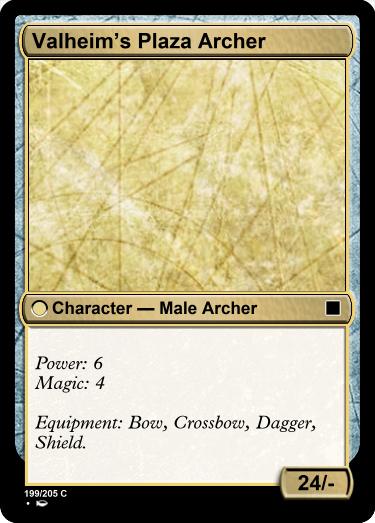 Valheim's Plaza Archer
Character — Male Archer
Power: 6
Magic: 4
Equipment: Bow, Crossbow, Dagger,
Shield.
24/-
199/205 C